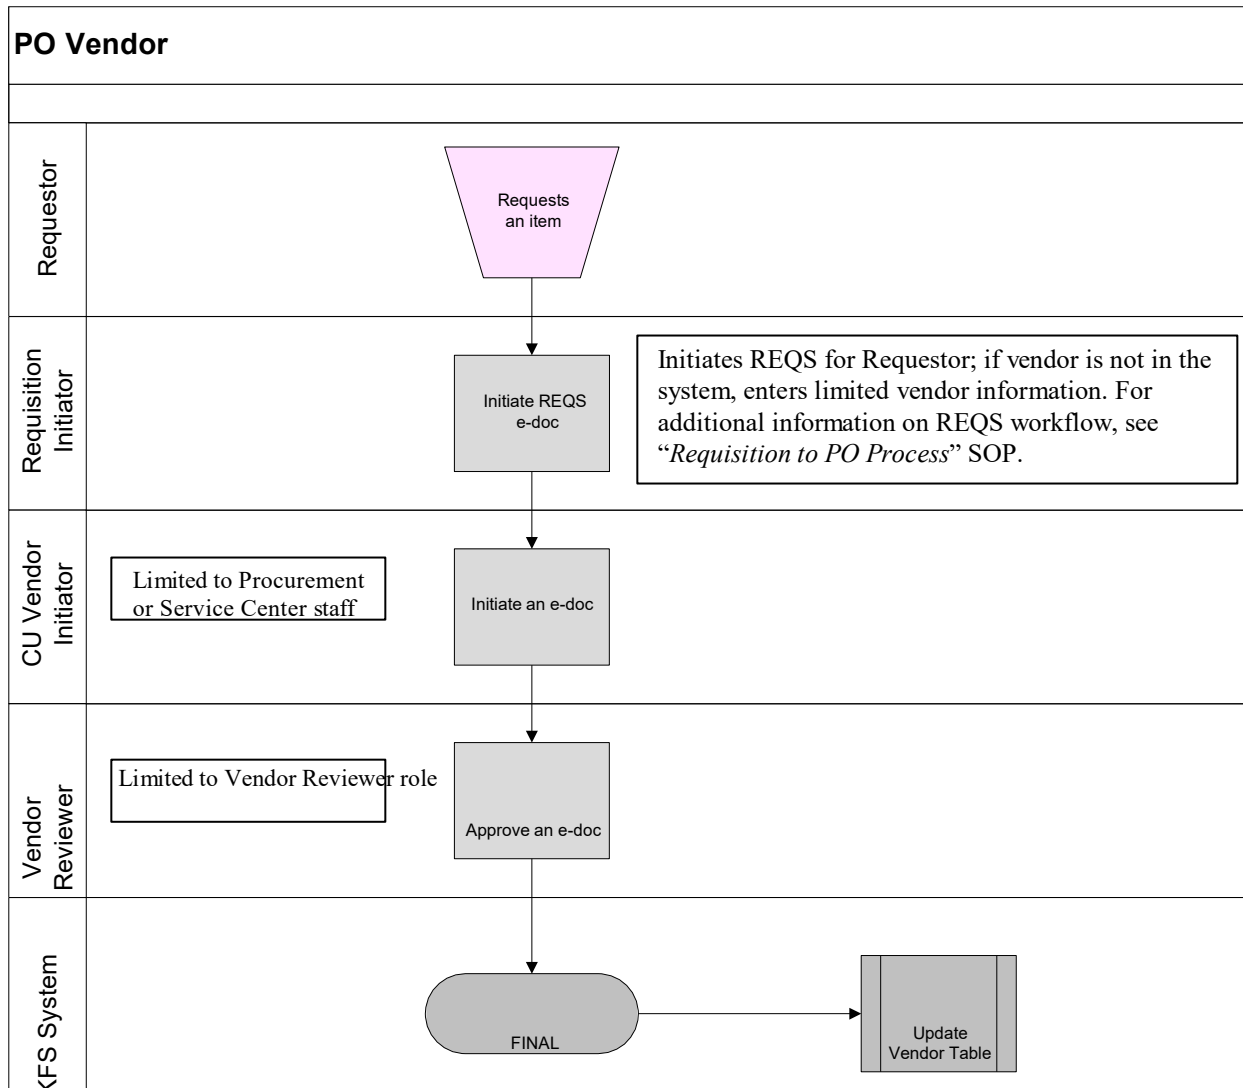 PO Vendor
Requestor
Requests
an item
Requisition
Initiator
Initiate REQS
e-doc
Initiates REQS for Requestor; if vendor is not in the
system, enters limited vendor information. For
additional information on REQS workflow, see
“Requisition to PO Process” SOP.
CU Vendor
Initiator
Limited to Procurement
or Service Center staff
Initiate an e-doc
Vendor
Reviewer
Limited to Vendor Reviewer role
Approve an e-doc
KFS System
FINAL
Update
Vendor Table